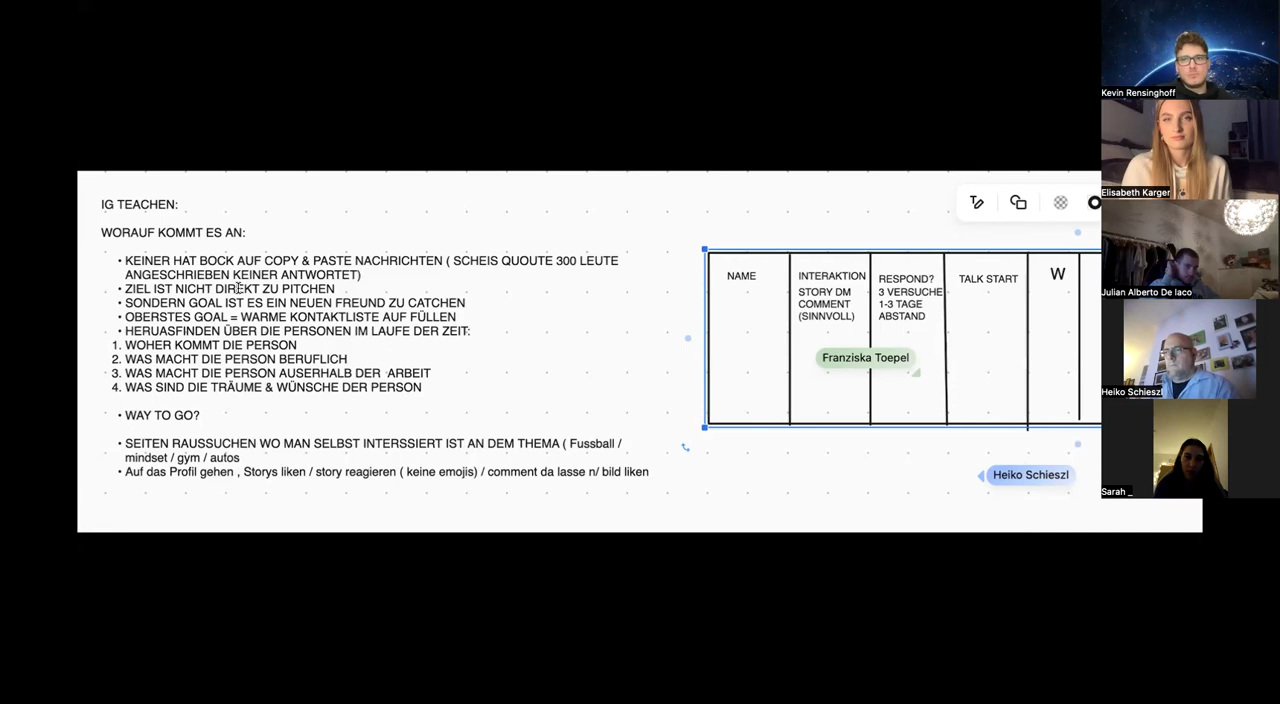 IG TEACHEN:
WORAUF KOMMT ES AN:
• KEINER HAT BOCK AUF COPY & PASTE NACHRICHTEN ( SCHEIS QUOUTE 300 LEUTE
ANGESCHRIEBEN KEINER ANTWORTET)
• ZIEL IST NICHT DIREKT ZU PITCHEN
• SONDERN GOAL IST ES EIN NEUEN FREUND ZU CATCHEN
• OBERSTES GOAL = WARME KONTAKTLISTE AUF FÜLLEN
• HERUASFINDEN ÜBER DIE PERSONEN IM LAUFE DER ZEIT:
1. WOHER KOMMT DIE PERSON
2. WAS MACHT DIE PERSON BERUFLICH
3. WAS MACHT DIE PERSON AUSERHALB DER ARBEIT
4. WAS SIND DIE TRÄUME & WÜNSCHE DER PERSON
• WAY TO GO?
• SEITEN RAUSSUCHEN WO MAN SELBST INTERSSIERT IST AN DEM THEMA ( Fussball /
mindset / gym / autos
• Auf das Profil gehen , Storys liken / story reagieren ( keine emojis) / comment da lasse n/ bild liken
NAME
INTERAKTION
STORY DM
COMMENT
(SINNVOLL)
RESPOND?
3 VERSUCHE
1-3 TAGE
ABSTAND
TALK START
W
Franziska Toepel
Heiko Schieszl
Kevin Rensinghoff
Elisabeth Karger
Julian Alberto De Iaco
Heiko Schieszl
Sarah _